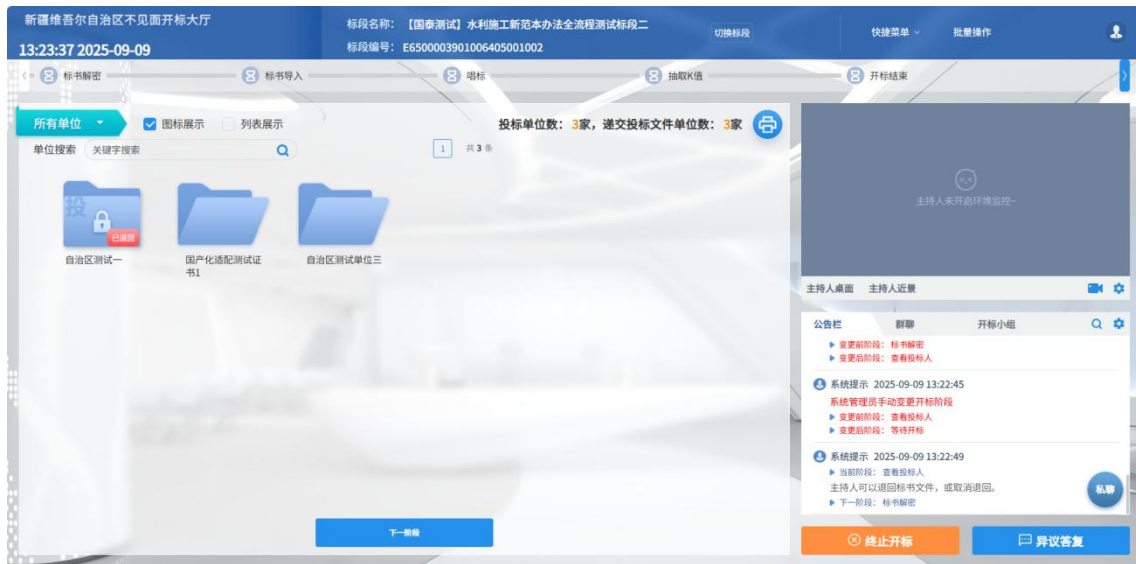 新疆维吾尔自治区不见面开标大厅
13:23:37 2025-09-09
标段名称： 【国泰测试】水利施工新范本办法全流程测试标段二
标段编号： E6500003901006405001002
切换标段
快捷菜单
批量操作
标书解密
标书导入
唱标
抽取K值
开标结束
所有单位
图标展示
列表展示
投标单位数： 3家，递交投标文件单位数： 3家
单位搜索
关键字搜索
1
共 3 条
投
已退回
自治区测试一
国产化适配测试证
书1
自治区测试单位三
下一阶段
主持人未开启环境监控~
主持人桌面
主持人近景
公告栏
群聊
开标小组
变更前阶段： 标书解密
变更后阶段： 查看投标人
系统提示 2025-09-09 13:22:45
系统管理员手动变更开标阶段
变更前阶段： 查看投标人
变更后阶段： 等待开标
系统提示 2025-09-09 13:22:49
当前阶段： 查看投标人
主持人可以退回标书文件，或取消退回。
下一阶段： 标书解密
私聊
终止开标
异议答复